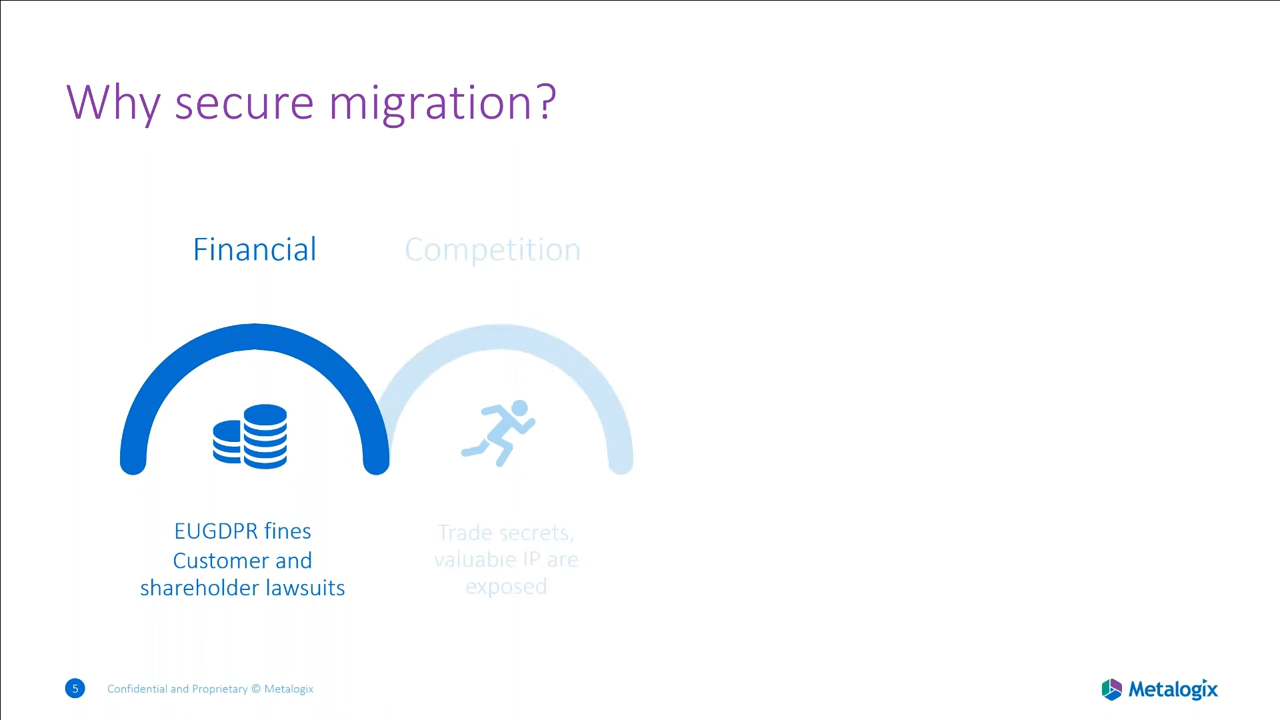 Why secure migration?
Financial
Competition
EUGDPR fines
Customer and
shareholder lawsuits
Trade secrets,
valuable IP are
exposed
5
Confidential and Proprietary © Metalogix
Metalogix